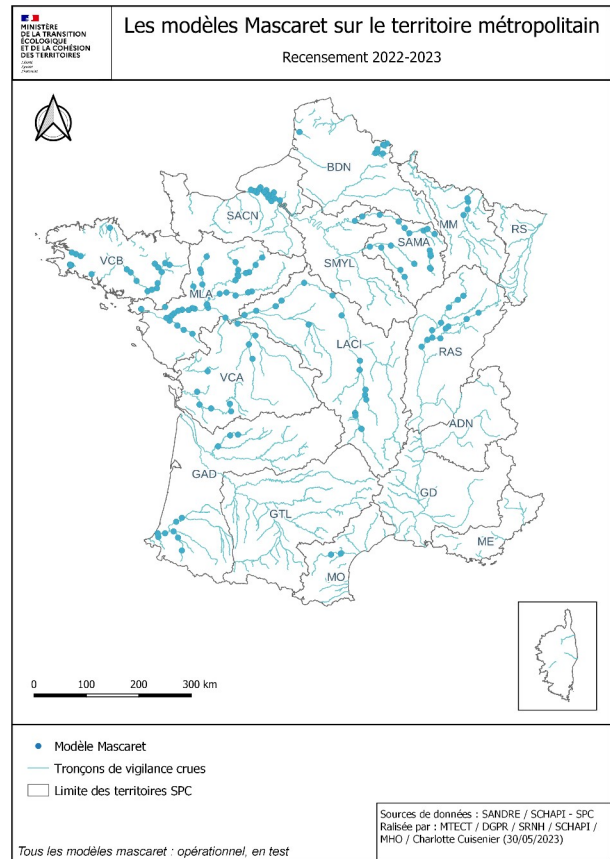 MINISTÈRE
DE LA TRANSITION
ÉCOLOGIQUE
ET DE LA COHÉSION
DES TERRITOIRES
Liberté
Égalité
Fraternité
Les modèles Mascaret sur le territoire métropolitain
Recensement 2022-2023
BDN
SACN
MM
RS
SAMA
SMYL
VCB
MLA
LACI
RAS
VCA
ADN
GAD
GD
GTL
ME
MO
0 100 200 300 km
Modèle Mascaret
Tronçons de vigilance crues
Limite des territoires SPC
Sources de données : SANDRE / SCHAPI - SPC
Ralisée par : MTECT / DGPR / SRNH / SCHAPI /
MHO / Charlotte Cuisenier (30/05/2023)
Tous les modèles mascaret : opérationnel, en test